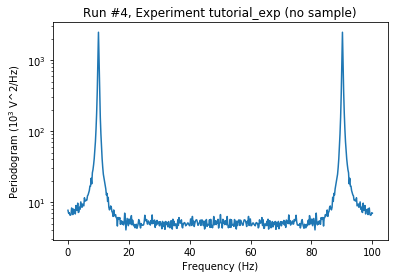 Run #4, Experiment tutorial_exp (no sample)
Periodogram (10³ V^2/Hz)
10³
10²
10¹
0 20 40 60 80 100
Frequency (Hz)